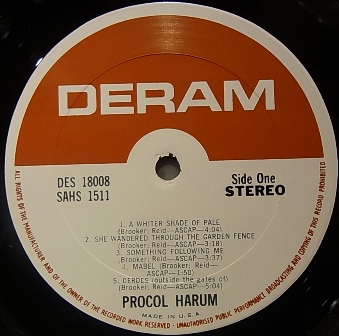 DERAM
DES 18008
SAHS 1511
Side One
STEREO
1. A WHITER SHADE OF PALE
(Brooker: Reid—ASCAP—4:04)
2. SHE WANDERED THROUGH THE GARDEN FENCE
(Brooker: Reid—ASCAP—3:18)
3. SOMETHING FOLLOWING ME
(Brooker: Reid—ASCAP—3:37)
4. MABEL (Brooker: Reid—
ASCAP—1:50)
5. CERDES (outside the gates of)
(Brooker: Reid—ASCAP—5:04)
PROCOL HARUM
MADE IN U.S.A.
ALL RIGHTS OF THE MANUFACTURER AND OF THE OWNER OF THE RECORDED WORK RESERVED - UNAUTHORISED PUBLIC PERFORMANCE, BROADCASTING AND COPYING OF THIS RECORD PROHIBITED